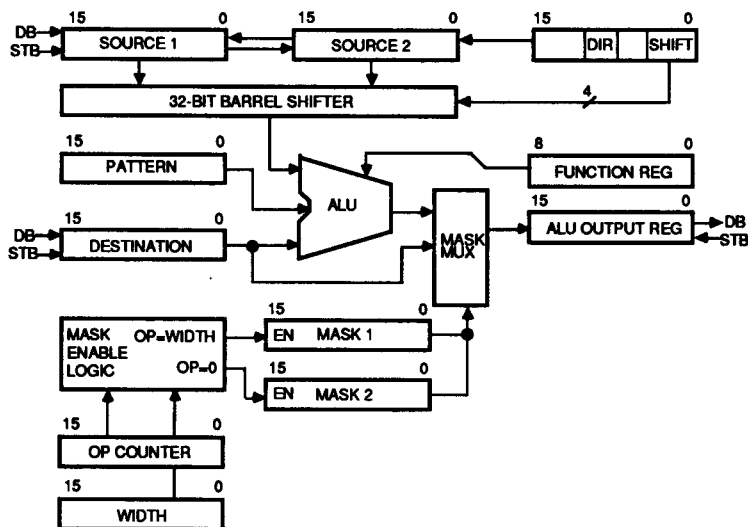 15 0 15 0 15 0
DB STB SOURCE 1 SOURCE 2 DIR SHIFT
32-BIT BARREL SHIFTER 4
15 0 8 0
PATTERN ALU FUNCTION REG
15 0 15 0
DB STB DESTINATION MASK MUX ALU OUTPUT REG DB STB
15 0
MASK ENABLE LOGIC OP=WIDTH EN MASK 1
OP=0 15 0
EN MASK 2
15 0
OP COUNTER
15 0
WIDTH